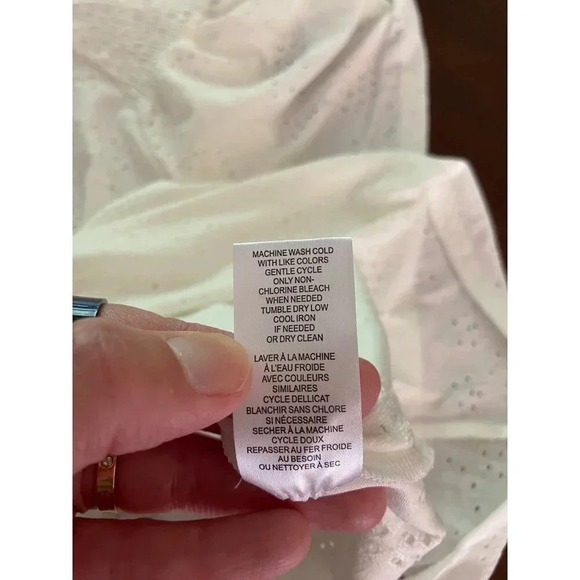 MACHINE WASH COLD
WITH LIKE COLORS
GENTLE CYCLE
ONLY NON-
CHLORINE BLEACH
WHEN NEEDED
TUMBLE DRY LOW
COOL IRON
IF NEEDED
OR DRY CLEAN
LAVER À LA MACHINE
À L'EAU FROIDE
AVEC COULEURS
SIMILAIRES
CYCLE DELLICAT
BLANCHIR SANS CHLORE
SI NÉCESSAIRE
SECHER À LA MACHINE
CYCLE DOUX
REPASSER AU FER FROIDE
AU BESOIN
OU NETTOYER À SEC